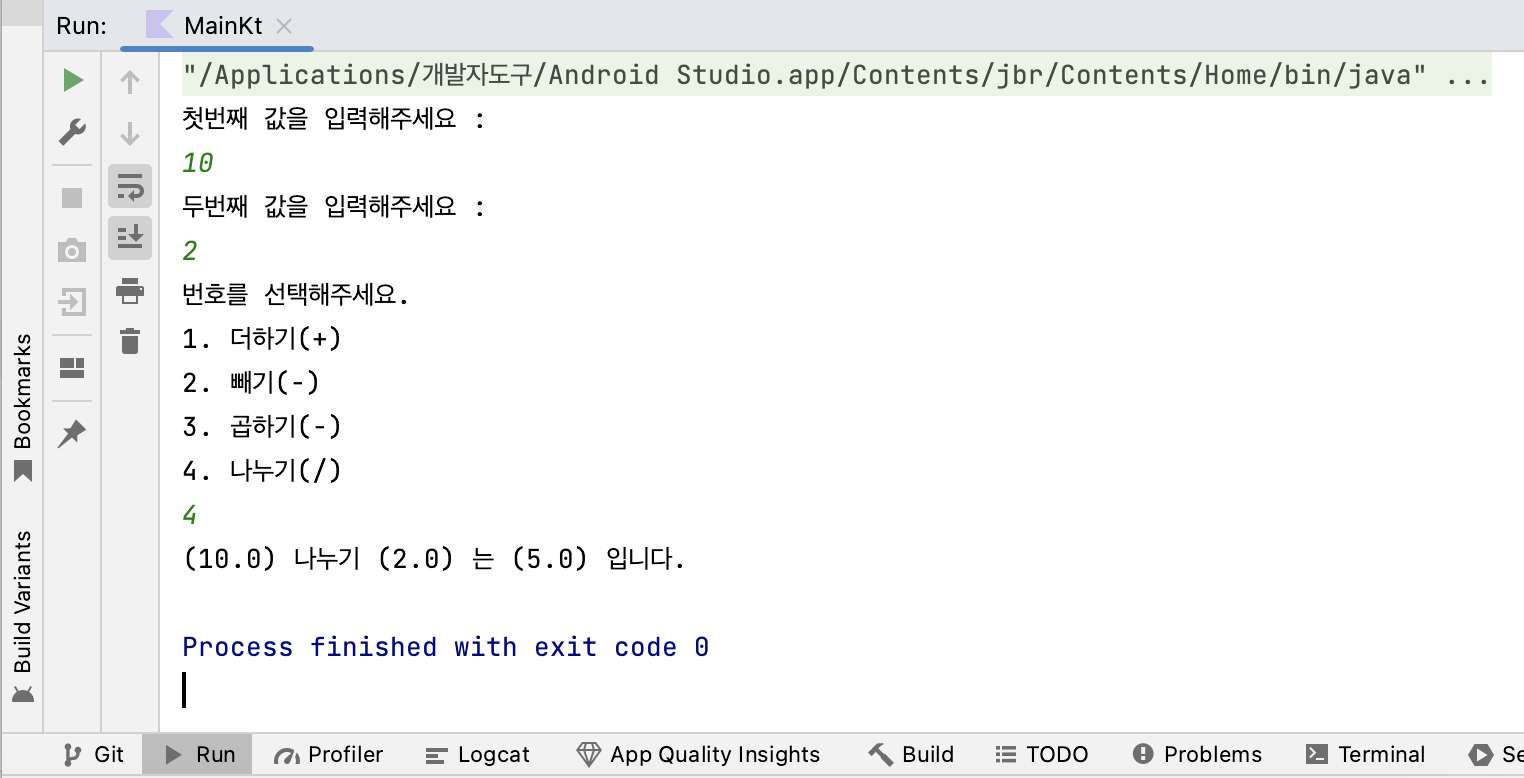 Run: MainKt
"/Applications/개발자도구/Android Studio.app/Contents/jbr/Contents/Home/bin/java" ...
첫번째 값을 입력해주세요 :
10
두번째 값을 입력해주세요 :
2
번호를 선택해주세요.
1. 더하기(+)
2. 빼기(-)
3. 곱하기(-)
4. 나누기(/)
4
(10.0) 나누기 (2.0) 는 (5.0) 입니다.
Process finished with exit code 0
Bookmarks
Build Variants
Git Run Profiler Logcat App Quality Insights Build TODO Problems Terminal